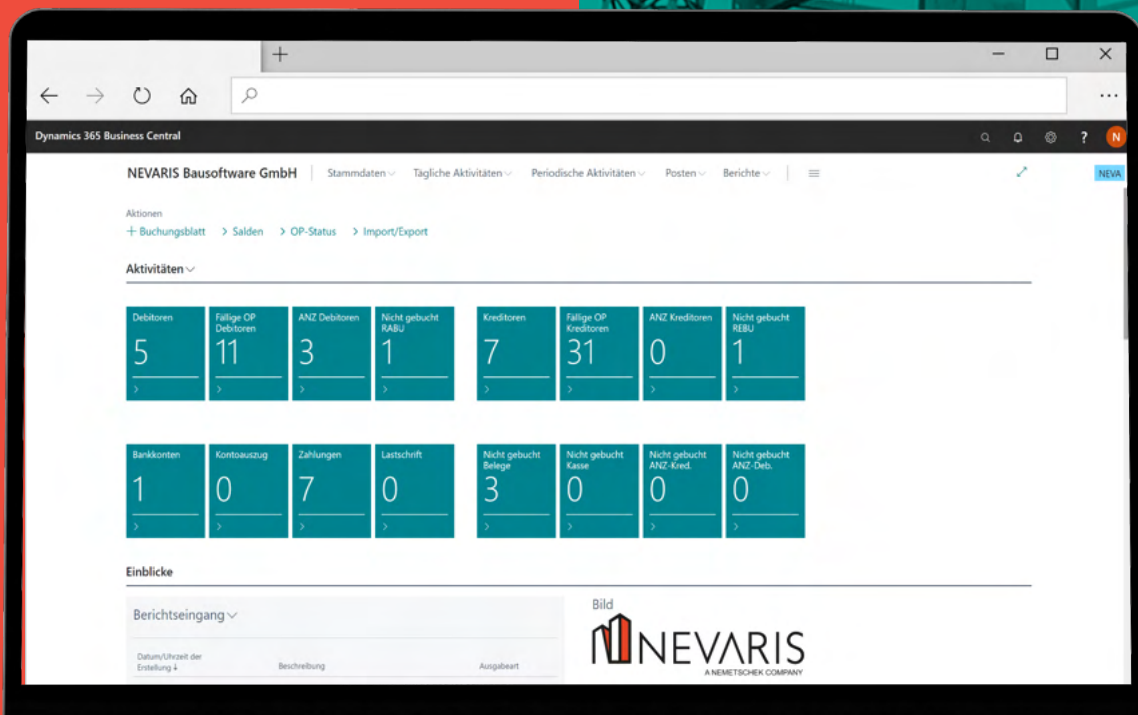 Dynamics 365 Business Central
?
N
NEVARIS Bausoftware GmbH
Stammdaten
Tägliche Aktivitäten
Periodische Aktivitäten
Posten
Berichte
NEVA
Aktionen
+ Buchungsblatt
> Salden
> OP-Status
> Import/Export
Aktivitäten
Debitoren
5
Fällige OP
Debitoren
11
ANZ Debitoren
3
Nicht gebucht
RABU
1
Kreditoren
7
Fällige OP
Kreditoren
31
ANZ Kreditoren
0
Nicht gebucht
REBU
1
Bankkonten
1
Kontoauszug
0
Zahlungen
7
Lastschrift
0
Nicht gebucht
Belege
3
Nicht gebucht
Kasse
0
Nicht gebucht
ANZ-Kred.
0
Nicht gebucht
ANZ-Deb.
0
Einblicke
Berichtseingang
Datum/Uhrzeit der
Erstellung ↓
Beschreibung
Ausgabeart
Bild
NEVARIS
A NEMETSCHEK COMPANY